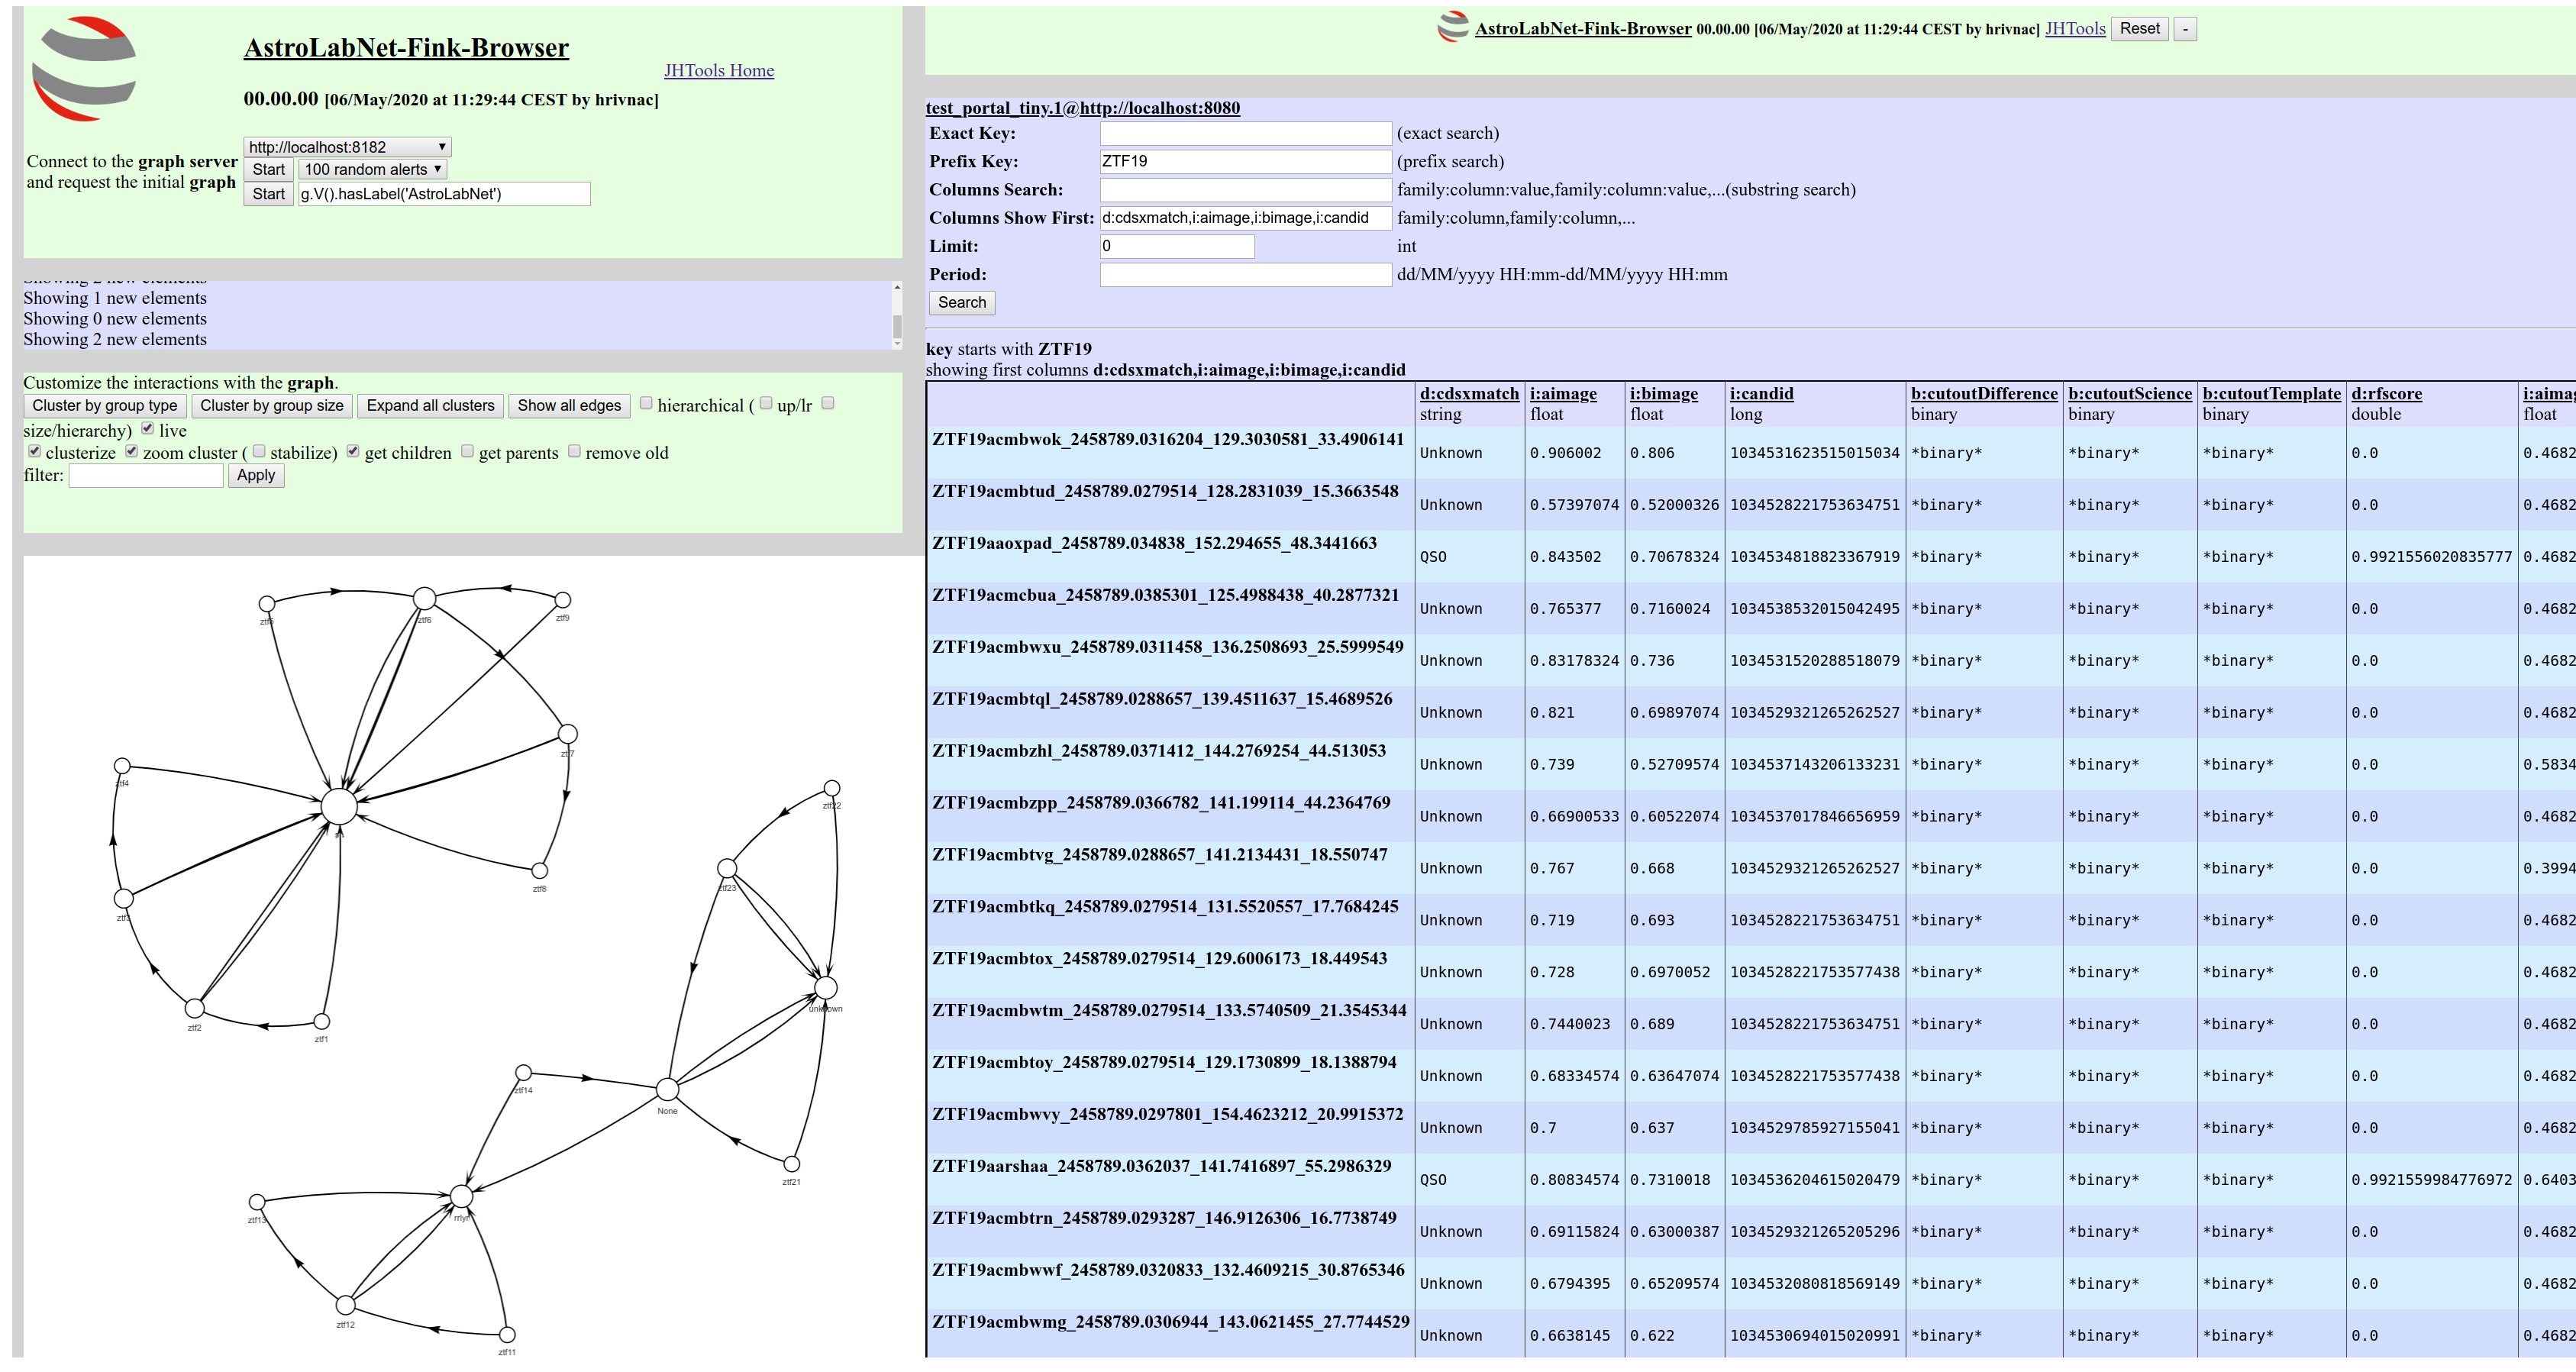 AstroLabNet-Fink-Browser
JHTools Home
00.00.00 [06/May/2020 at 11:29:44 CEST by hrivnac]
http://localhost:8182
Connect to the graph server
and request the initial graph
Start 100 random alerts
Start g.V().hasLabel('AstroLabNet')
Showing 1 new elements
Showing 0 new elements
Showing 2 new elements
Customize the interactions with the graph.
Cluster by group type Cluster by group size Expand all clusters Show all edges hierarchical ( up/lr
size/hierarchy) live
clusterize zoom cluster ( stabilize) get children get parents remove old
filter: Apply
ztf6
ztf9
ztf7
ztf4
ztf22
ztf23
ztf8
ztf3
unknown
ztf2
ztf1
ztf14
None
ztf21
rrlyr
ztf13
ztf12
ztf11
AstroLabNet-Fink-Browser 00.00.00 [06/May/2020 at 11:29:44 CEST by hrivnac] JHTools Reset -
test_portal_tiny.1@http://localhost:8080
Exact Key: (exact search)
Prefix Key: ZTF19 (prefix search)
Columns Search: family:column:value,family:column:value,...(substring search)
Columns Show First: d:cdsxmatch,i:aimage,i:bimage,i:candid family:column,family:column,...
Limit: 0 int
Period: dd/MM/yyyy HH:mm-dd/MM/yyyy HH:mm
Search
key starts with ZTF19
showing first columns d:cdsxmatch,i:aimage,i:bimage,i:candid
d:cdsxmatch i:aimage i:bimage i:candid b:cutoutDifference b:cutoutScience b:cutoutTemplate d:rfscore i:aimag
string float float long binary binary binary double float
ZTF19acmbwok_2458789.0316204_129.3030581_33.4906141 Unknown 0.906002 0.806 1034531623515015034 *binary* *binary* *binary* 0.0 0.4682
ZTF19acmbtud_2458789.0279514_128.2831039_15.3663548 Unknown 0.57397074 0.52000326 1034528221753634751 *binary* *binary* *binary* 0.0 0.4682
ZTF19aaoxpad_2458789.034838_152.294655_48.3441663 QSO 0.843502 0.70678324 1034534818823367919 *binary* *binary* *binary* 0.9921556020835777 0.4682
ZTF19acmcbua_2458789.0385301_125.4988438_40.2877321 Unknown 0.765377 0.7160024 1034538532015042495 *binary* *binary* *binary* 0.0 0.4682
ZTF19acmbwxu_2458789.0311458_136.2508693_25.5999549 Unknown 0.83178324 0.736 1034531520288518079 *binary* *binary* *binary* 0.0 0.4682
ZTF19acmbtql_2458789.0288657_139.4511637_15.4689526 Unknown 0.821 0.69897074 1034529321265262527 *binary* *binary* *binary* 0.0 0.4682
ZTF19acmbzhl_2458789.0371412_144.2769254_44.513053 Unknown 0.739 0.52709574 1034537143206133231 *binary* *binary* *binary* 0.0 0.5834
ZTF19acmbzpp_2458789.0366782_141.199114_44.2364769 Unknown 0.66900533 0.60522074 1034537017846656959 *binary* *binary* *binary* 0.0 0.4682
ZTF19acmbtvg_2458789.0288657_141.2134431_18.550747 Unknown 0.767 0.668 1034529321265262527 *binary* *binary* *binary* 0.0 0.3994
ZTF19acmbtkq_2458789.0279514_131.5520557_17.7684245 Unknown 0.719 0.693 1034528221753634751 *binary* *binary* *binary* 0.0 0.4682
ZTF19acmbtox_2458789.0279514_129.6006173_18.449543 Unknown 0.728 0.6970052 1034528221753577438 *binary* *binary* *binary* 0.0 0.4682
ZTF19acmbwtm_2458789.0279514_133.5740509_21.3545344 Unknown 0.7440023 0.689 1034528221753634751 *binary* *binary* *binary* 0.0 0.4682
ZTF19acmbtoy_2458789.0279514_129.1730899_18.1388794 Unknown 0.68334574 0.63647074 1034528221753577438 *binary* *binary* *binary* 0.0 0.4682
ZTF19acmbwvy_2458789.0297801_154.4623212_20.9915372 Unknown 0.7 0.637 1034529785927155041 *binary* *binary* *binary* 0.0 0.4682
ZTF19aarshaa_2458789.0362037_141.7416897_55.2986329 QSO 0.80834574 0.7310018 1034536204615020479 *binary* *binary* *binary* 0.9921559984776972 0.6403
ZTF19acmbtrn_2458789.0293287_146.9126306_16.7738749 Unknown 0.69115824 0.63000387 1034529321265205296 *binary* *binary* *binary* 0.0 0.4682
ZTF19acmbwwf_2458789.0320833_132.4609215_30.8765346 Unknown 0.6794395 0.65209574 1034532080818569149 *binary* *binary* *binary* 0.0 0.4682
ZTF19acmbwmg_2458789.0306944_143.0621455_27.7744529 Unknown 0.6638145 0.622 1034530694015020991 *binary* *binary* *binary* 0.0 0.4682